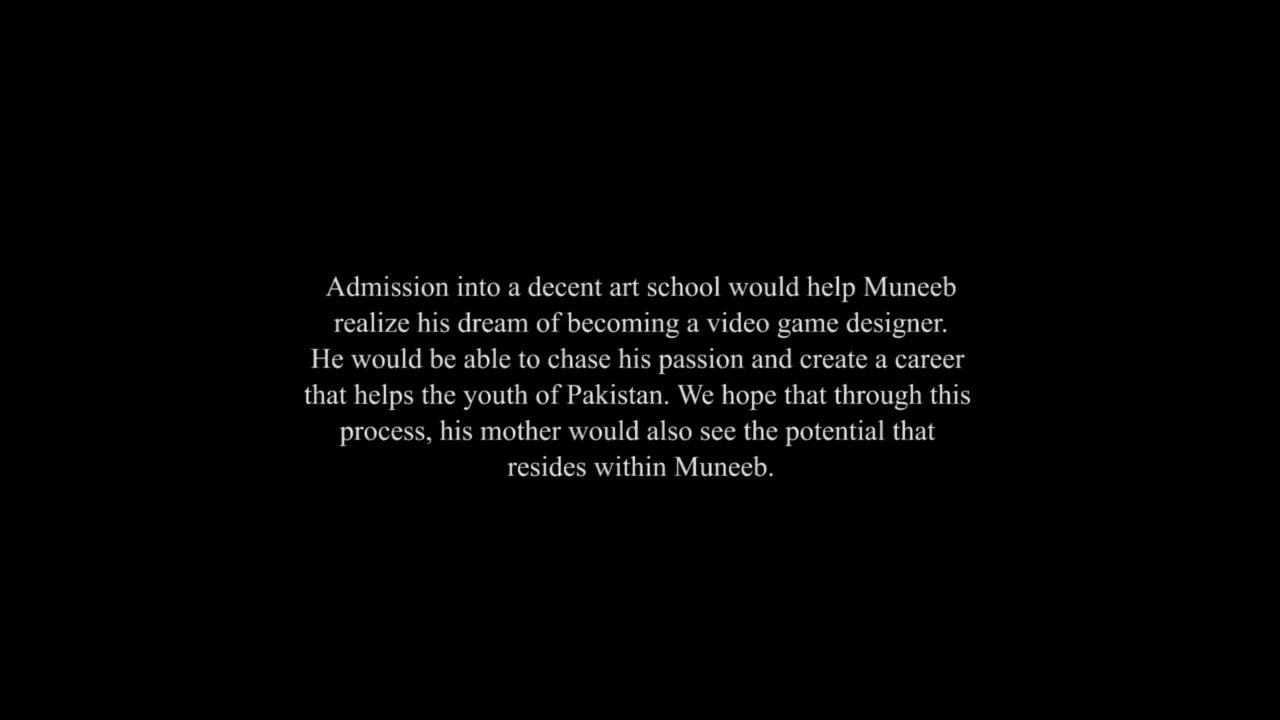 Admission into a decent art school would help Muneeb
realize his dream of becoming a video game designer.
He would be able to chase his passion and create a career
that helps the youth of Pakistan. We hope that through this
process, his mother would also see the potential that
resides within Muneeb.